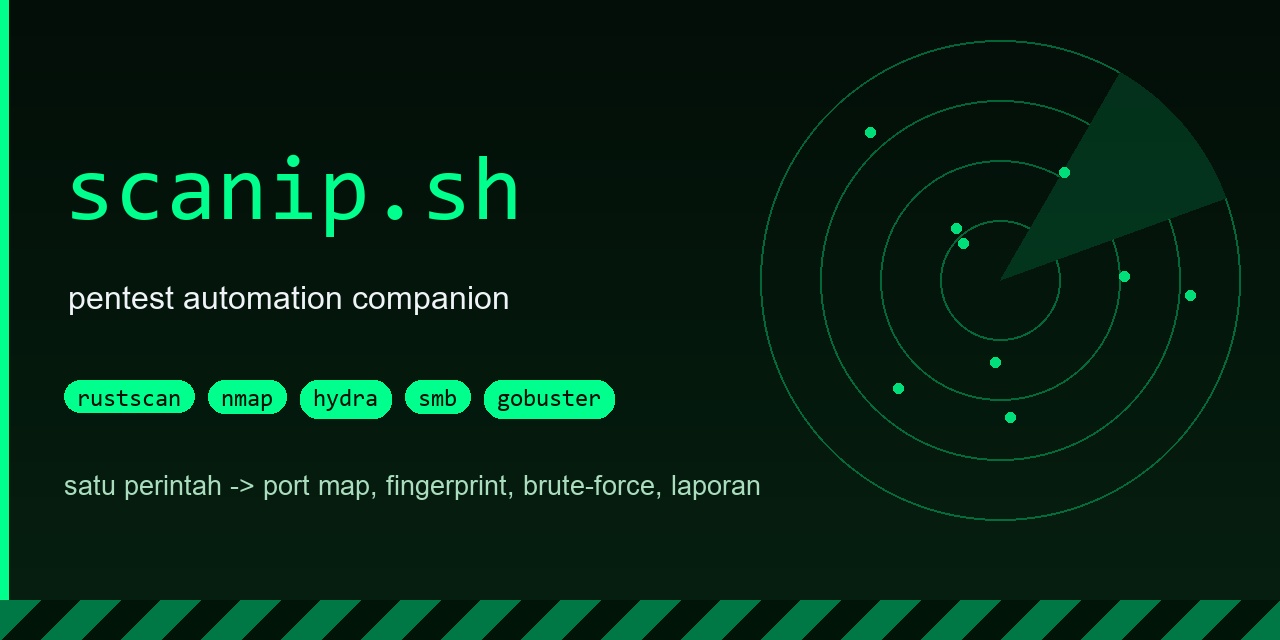 scanip.sh
pentest automation companion
rustscan nmap hydra smb gobuster
satu perintah -> port map, fingerprint, brute-force, laporan